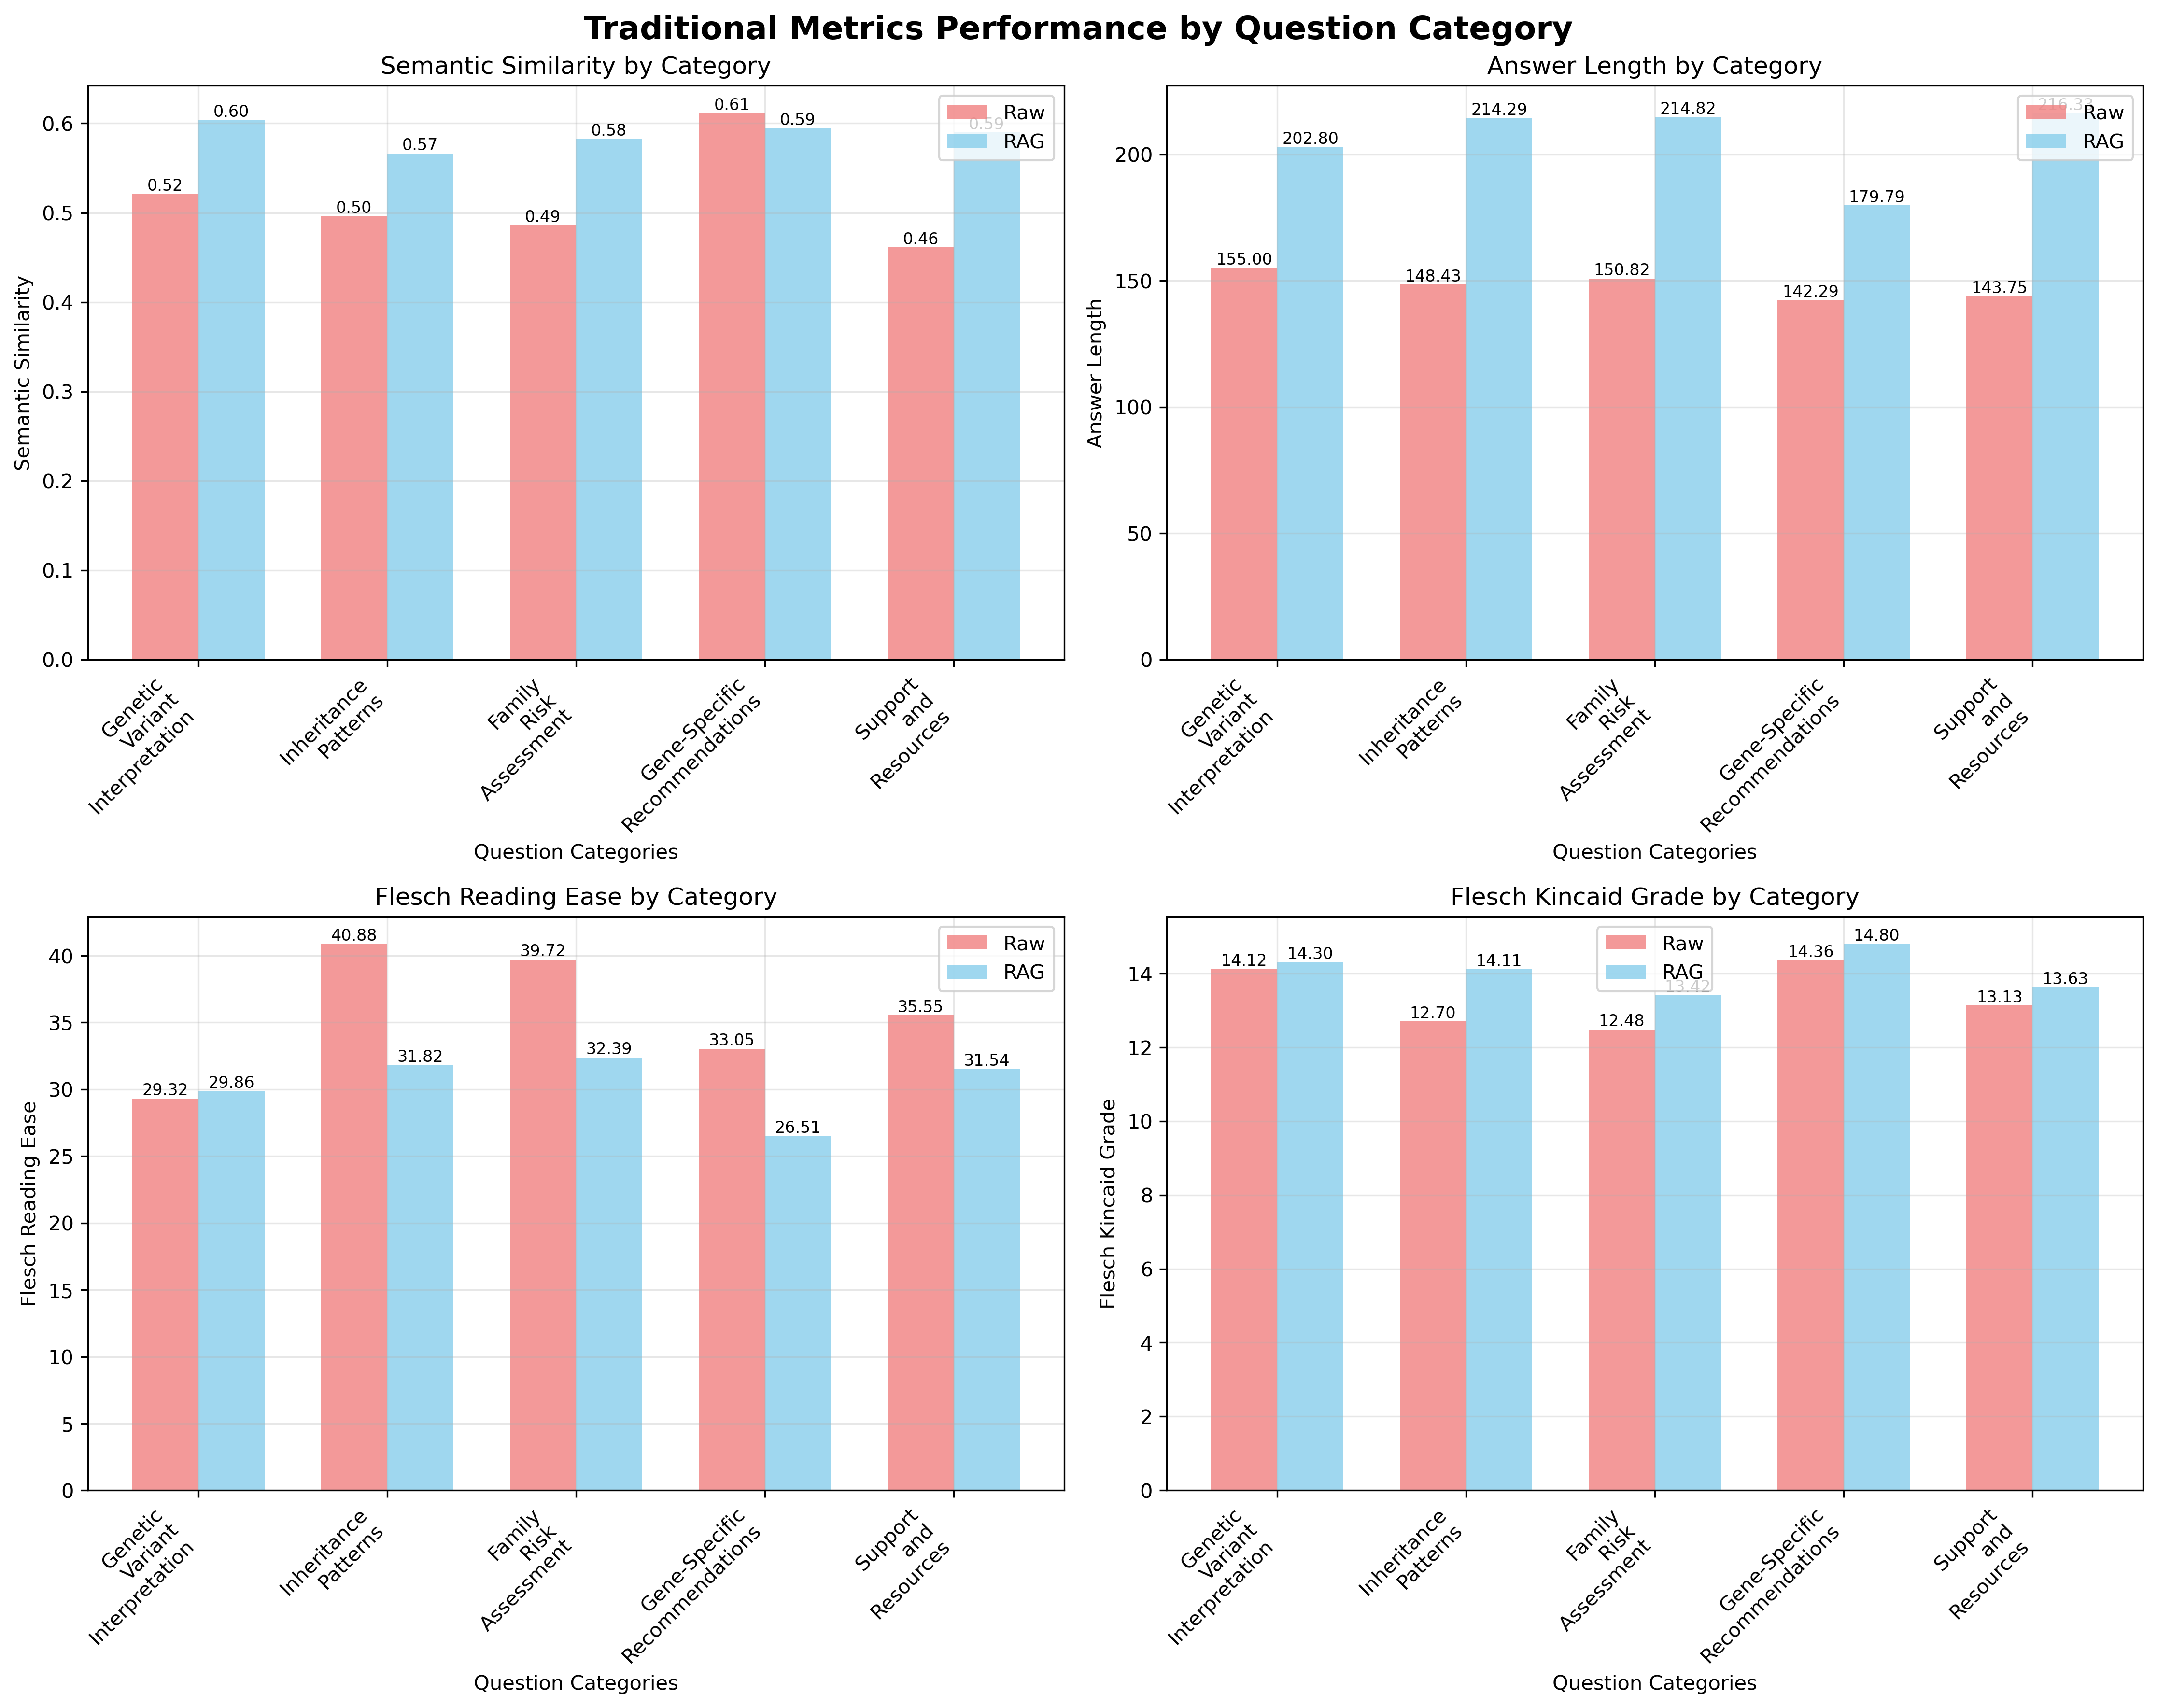 Traditional Metrics Performance by Question Category
Semantic Similarity by Category
Semantic Similarity
0.6
0.5
0.4
0.3
0.2
0.1
0.0
0.52
0.60
0.50
0.57
0.49
0.58
0.61
0.59
0.46
0.59
Raw
RAG
Genetic
Variant
Interpretation
Inheritance
Patterns
Family
Risk
Assessment
Gene-Specific
Recommendations
Support
and
Resources
Question Categories
Answer Length by Category
Answer Length
200
150
100
50
0
155.00
202.80
148.43
214.29
150.82
214.82
142.29
179.79
143.75
216.33
Raw
RAG
Genetic
Variant
Interpretation
Inheritance
Patterns
Family
Risk
Assessment
Gene-Specific
Recommendations
Support
and
Resources
Question Categories
Flesch Reading Ease by Category
Flesch Reading Ease
40
35
30
25
20
15
10
5
0
29.32
29.86
40.88
31.82
39.72
32.39
33.05
26.51
35.55
31.54
Raw
RAG
Genetic
Variant
Interpretation
Inheritance
Patterns
Family
Risk
Assessment
Gene-Specific
Recommendations
Support
and
Resources
Question Categories
Flesch Kincaid Grade by Category
Flesch Kincaid Grade
14
12
10
8
6
4
2
0
14.12
14.30
12.70
14.11
12.48
13.42
14.36
14.80
13.13
13.63
Raw
RAG
Genetic
Variant
Interpretation
Inheritance
Patterns
Family
Risk
Assessment
Gene-Specific
Recommendations
Support
and
Resources
Question Categories